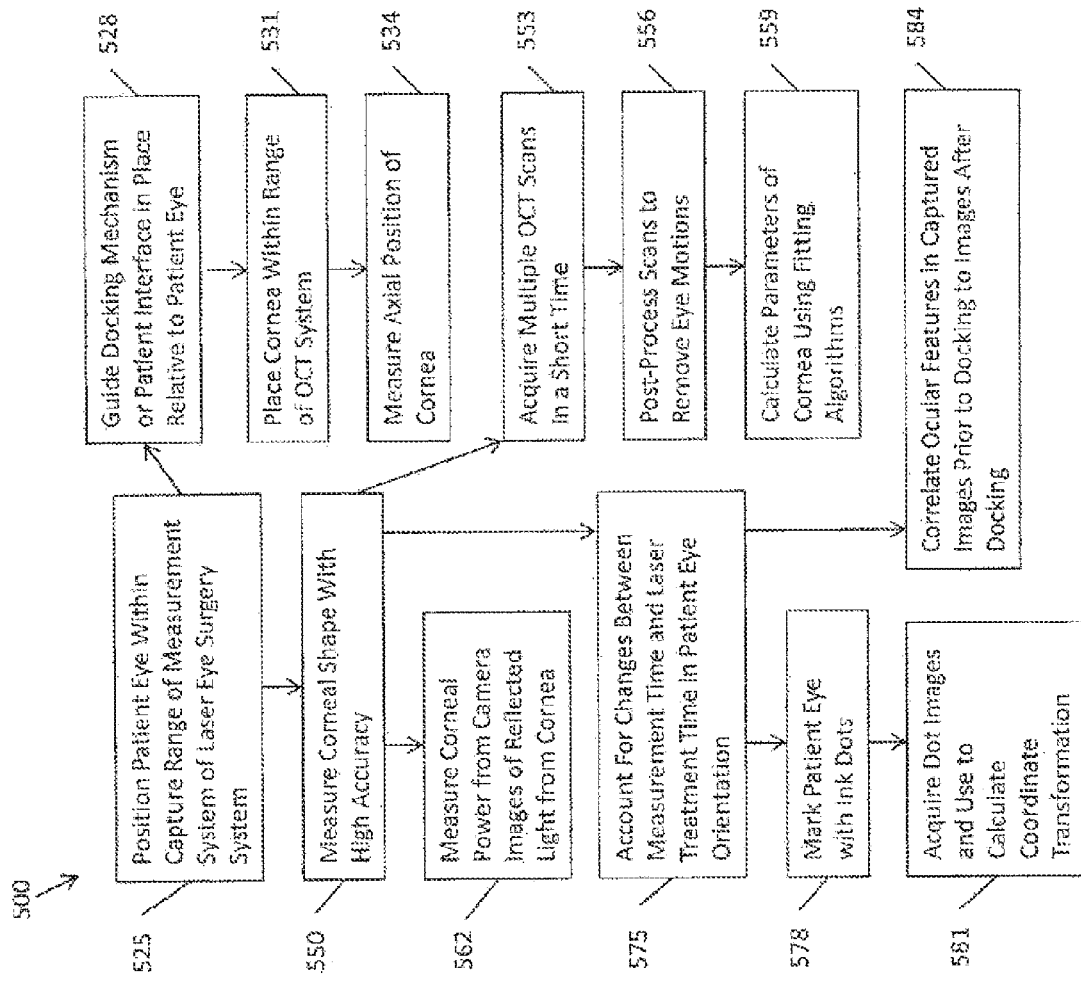 500
525
Position Patient Eye Within
Capture Range of Measurement
System of Laser Eye Surgery
System
528
Guide Docking Mechanism
or Patient Interface in Place
Relative to Patient Eye
531
Place Cornea Within Range
of OCT System
534
Measure Axial Position of
Cornea
550
Measure Corneal Shape With
High Accuracy
553
Acquire Multiple OCT Scans
In a Short Time
556
Post-Process Scans to
Remove Eye Motions
559
Calculate Parameters of
Cornea Using Fitting
Algorithms
562
Measure Corneal
Power from Camera
Images of Reflected
Light from Cornea
575
Account For Changes Between
Measurement Time and Laser
Treatment Time in Patient Eye
Orientation
578
Mark Patient Eye
with Ink Dots
581
Acquire Dot Images
and Use to
Calculate
Coordinate
Transformation
584
Correlate Ocular Features in Captured
Images Prior to Docking to Images After
Docking